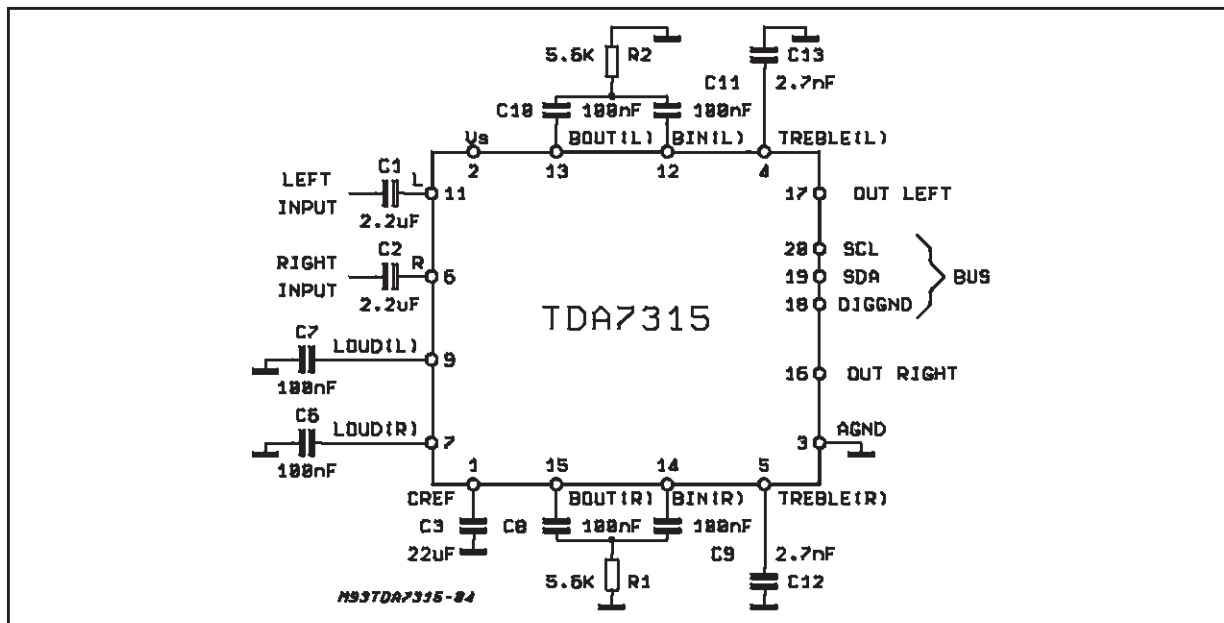 5.6K
R2
C13
C11
2.7nF
C10
100nF
100nF
Vs
BOUT(L)
BIN(L)
TREBLE(L)
2
13
12
4
C1
L
LEFT
INPUT
11
2.2uF
17
OUT LEFT
C2
R
RIGHT
INPUT
6
2.2uF
20
SCL
19
SDA
BUS
18
DIGGND
TDA7315
C7
LOUD(L)
9
100nF
16
OUT RIGHT
C6
LOUD(R)
7
100nF
AGND
3
1
15
14
5
CREF
BOUT(R)
BIN(R)
TREBLE(R)
C3
C8
100nF
100nF
22uF
C9
2.7nF
5.6K
R1
C12
M93TDA7315-04